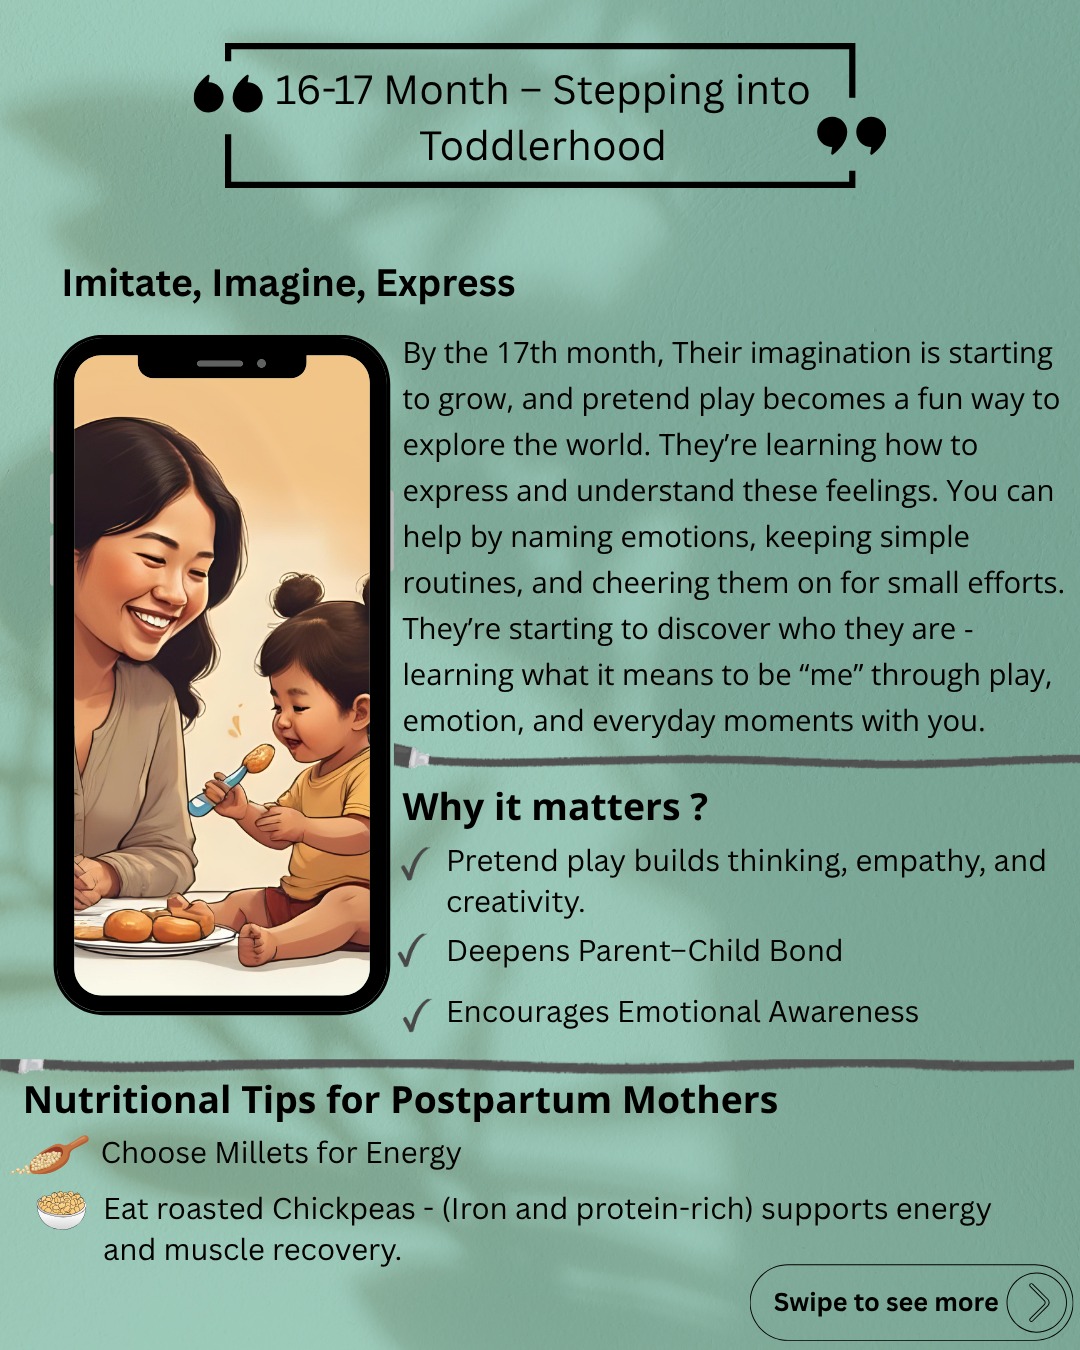 16-17 Month – Stepping into
Toddlerhood
Imitate, Imagine, Express
By the 17th month, Their imagination is starting
to grow, and pretend play becomes a fun way to
explore the world. They’re learning how to
express and understand these feelings. You can
help by naming emotions, keeping simple
routines, and cheering them on for small efforts.
They’re starting to discover who they are -
learning what it means to be “me” through play,
emotion, and everyday moments with you.
Why it matters ?
Pretend play builds thinking, empathy, and
creativity.
Deepens Parent–Child Bond
Encourages Emotional Awareness
Nutritional Tips for Postpartum Mothers
Choose Millets for Energy
Eat roasted Chickpeas - (Iron and protein-rich) supports energy
and muscle recovery.
Swipe to see more